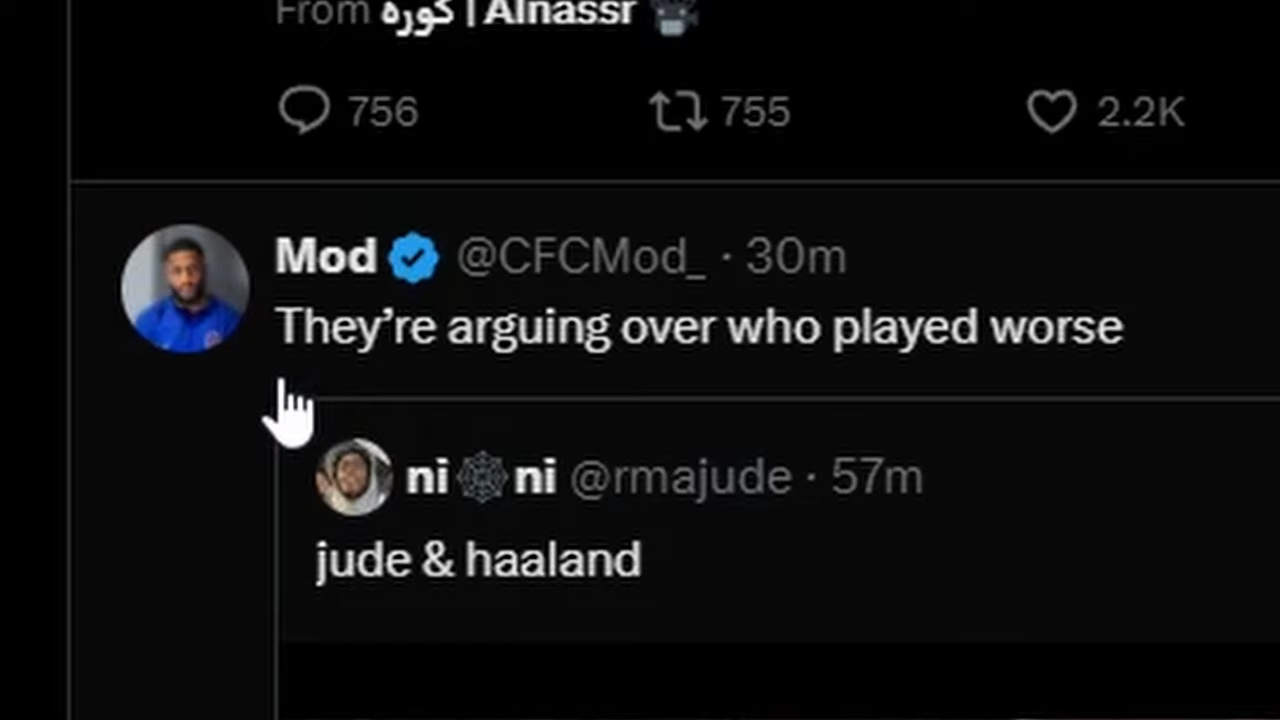 From كورة | Alnassr 📽
756 755 2.2K
Mod @CFCMod_ · 30m
They’re arguing over who played worse
ni🕸ni @rmajude · 57m
jude & haaland